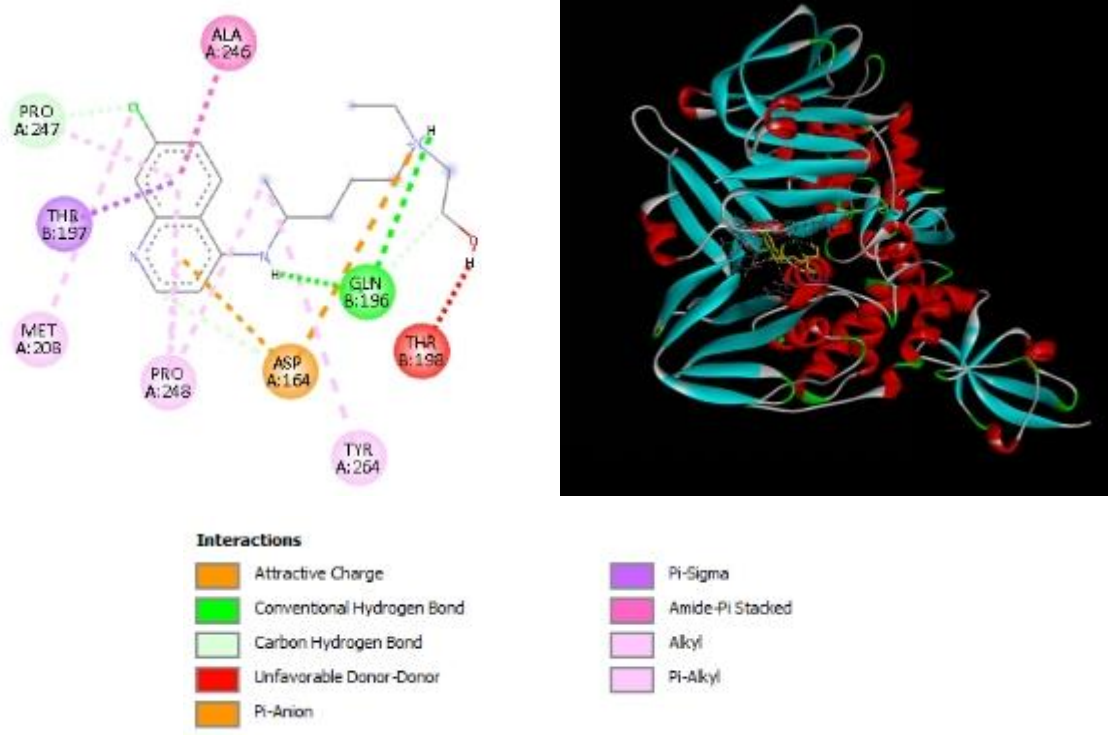 ALA
A:246
PRO
A:247
H
THR
B:197
N
N
H
O
H
GLN
B:196
MET
A:208
PRO
A:248
ASP
A:164
THR
B:198
TYR
A:264
Interactions
Attractive Charge
Conventional Hydrogen Bond
Carbon Hydrogen Bond
Unfavorable Donor-Donor
Pi-Anion
Pi-Sigma
Amide-Pi Stacked
Alkyl
Pi-Alkyl